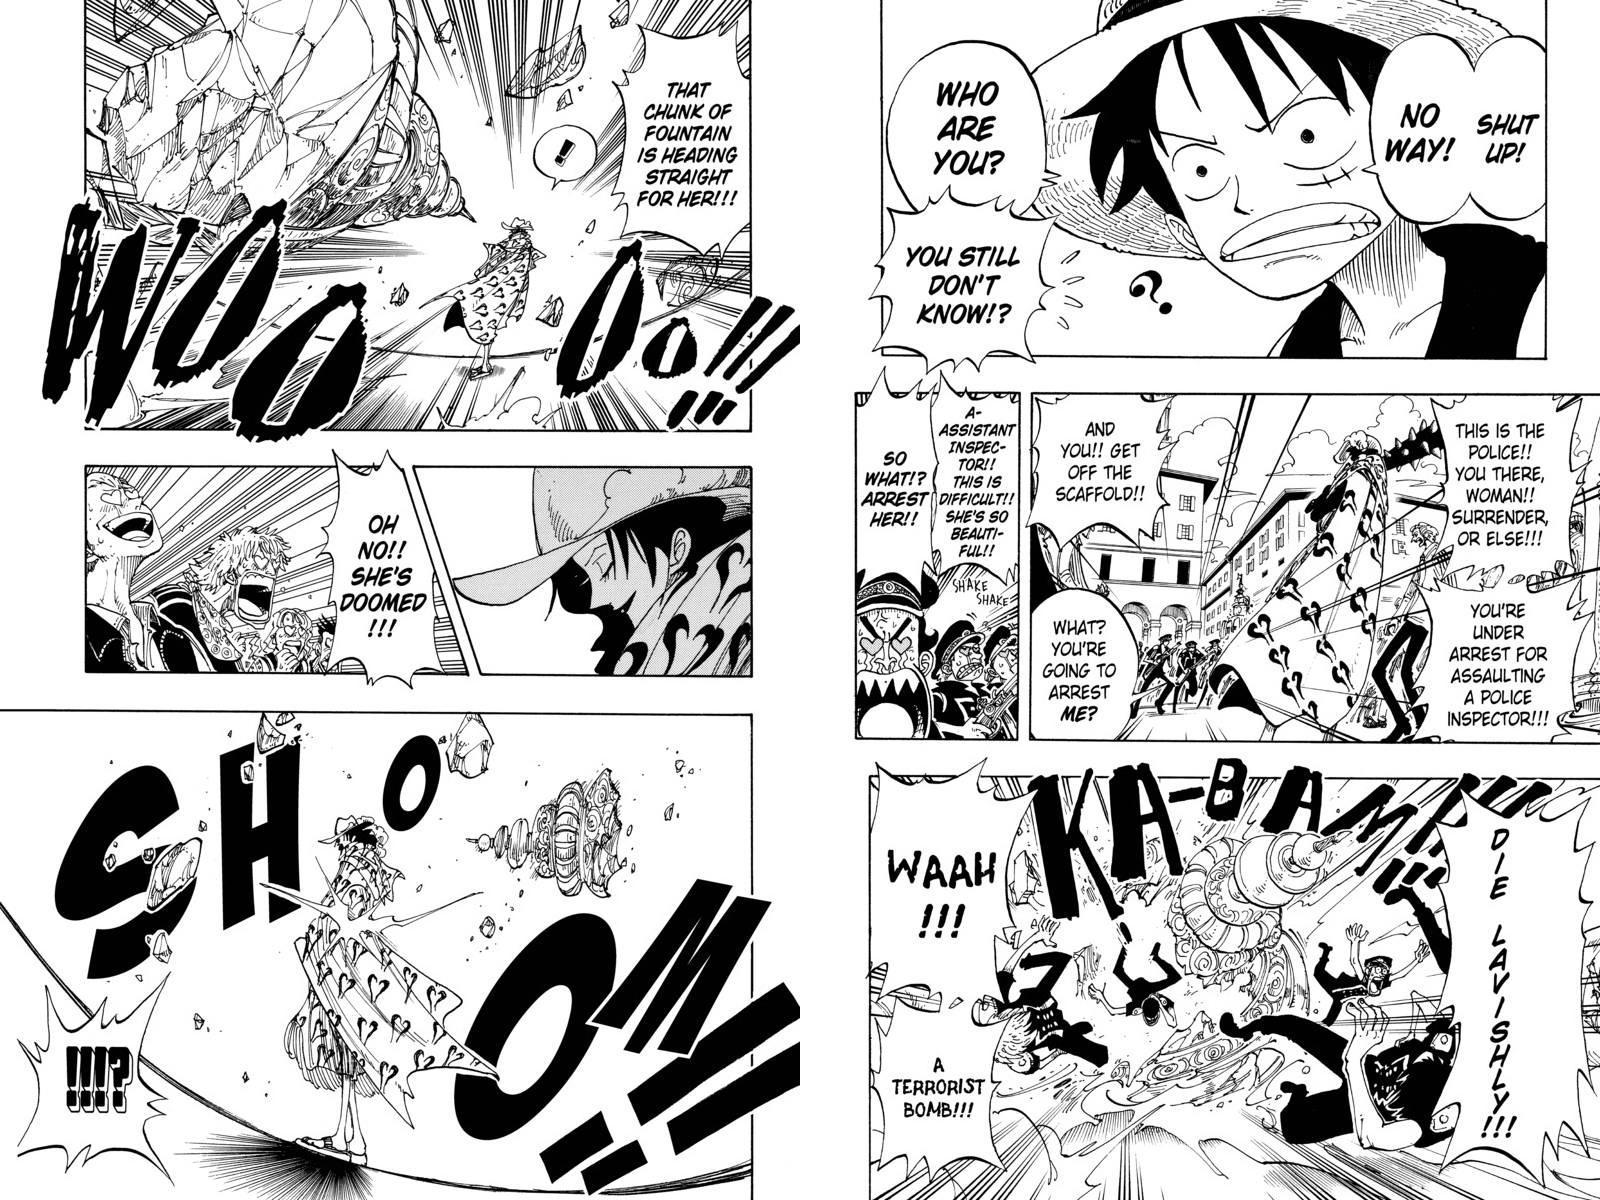 SHUT
UP!
NO
WAY!
WHO
ARE
YOU?
YOU STILL
DON'T
KNOW!?
?
THIS IS THE
POLICE!!
YOU THERE,
WOMAN!!
SURRENDER,
OR ELSE!!!
YOU'RE
UNDER
ARREST FOR
ASSAULTING
A POLICE
INSPECTOR!!!
AND
YOU!! GET
OFF THE
SCAFFOLD!!
WHAT?
YOU'RE
GOING TO
ARREST
ME?
A-
ASSISTANT
INSPEC-
TOR!!
THIS IS
DIFFICULT!!
SHE'S SO
BEAUTI-
FUL!!
SHAKE
SHAKE
SO
WHAT!?
ARREST
HER!!
DIE LAVISHLY!!!
KA-BAM!!!
!!!
WAAH
!!!
A
TERRORIST
BOMB!!!
THAT
CHUNK OF
FOUNTAIN
IS HEADING
STRAIGHT
FOR HER!!!
!
WOOOOo!!!
!!!
OH
NO!!
SHE'S
DOOMED
!!!
SHOOM!!
!!!!?